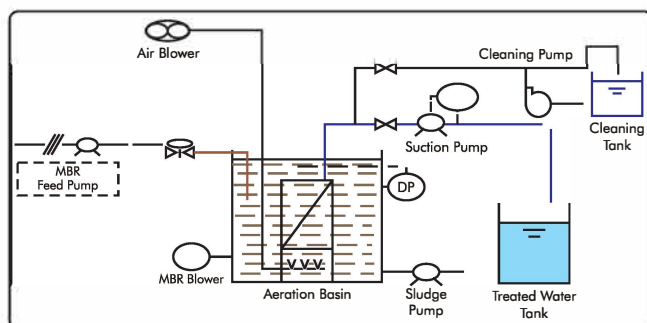 Air Blower
Cleaning Pump
Cleaning
Tank
Suction Pump
MBR
Feed Pump
DP
MBR Blower
Aeration Basin
Sludge
Pump
Treated Water
Tank